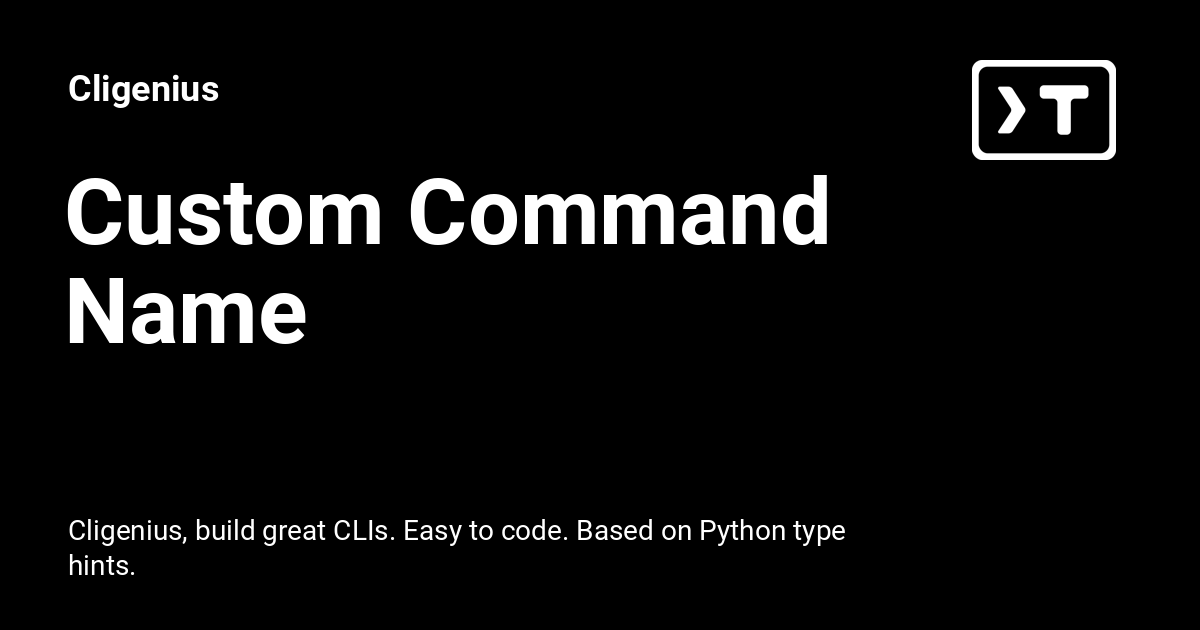 Cligenius
❯ T
Custom Command
Name
Cligenius, build great CLIs. Easy to code. Based on Python type
hints.